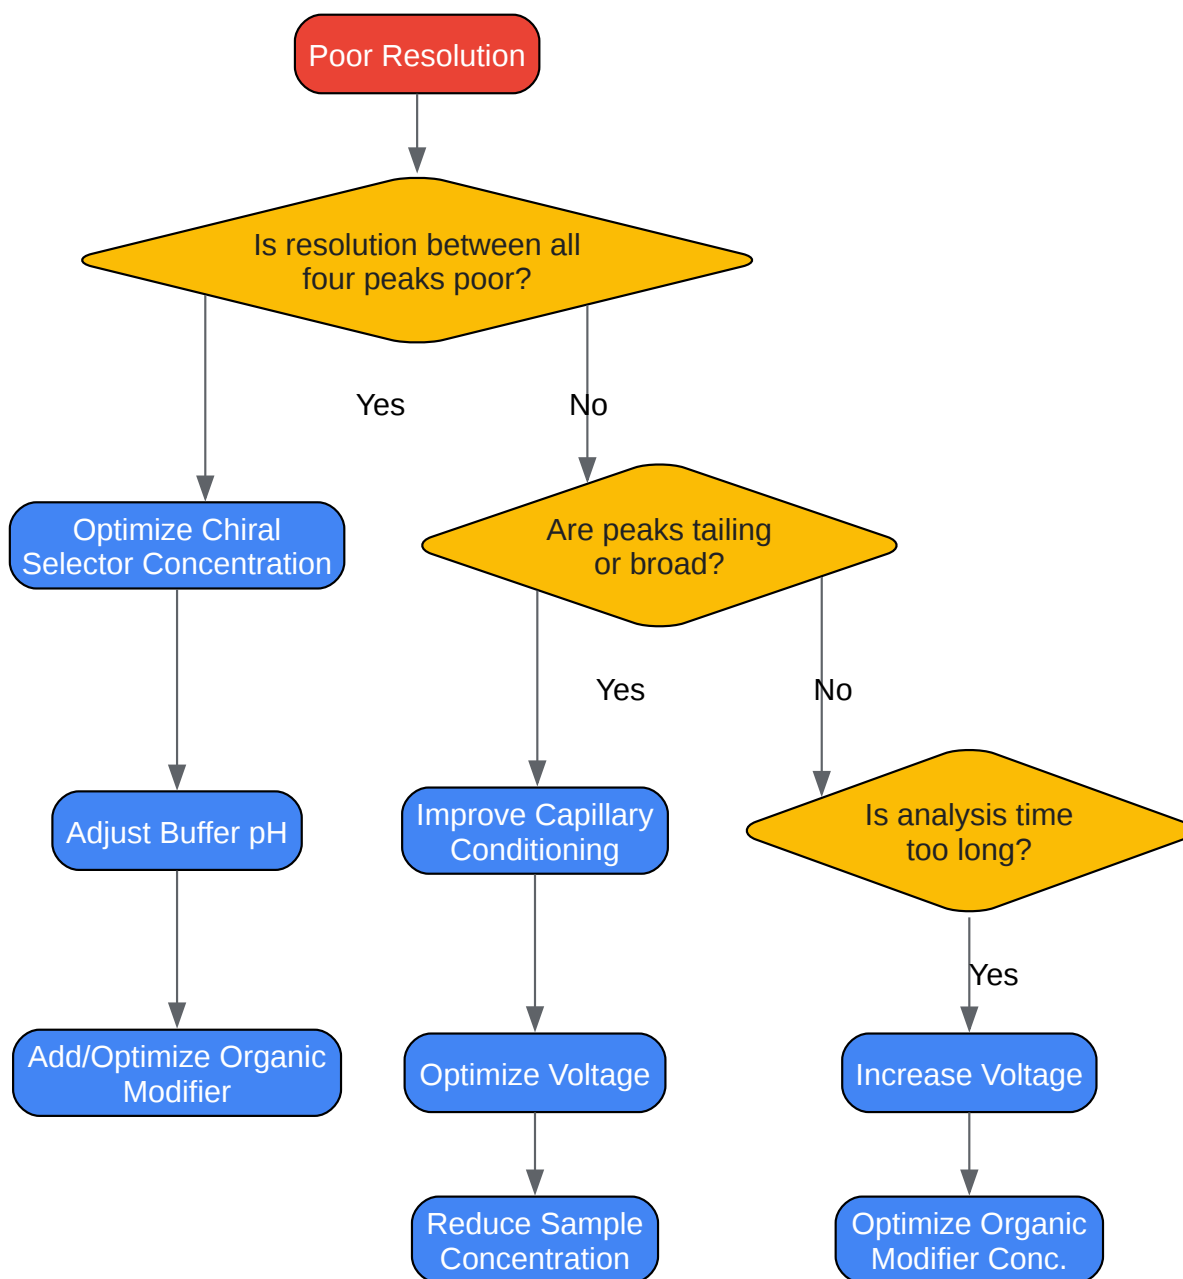 Poor Resolution
Is resolution between all
four peaks poor?
Yes
No
Optimize Chiral
Selector Concentration
Are peaks tailing
or broad?
Yes
No
Adjust Buffer pH
Improve Capillary
Conditioning
Is analysis time
too long?
Yes
Add/Optimize Organic
Modifier
Optimize Voltage
Increase Voltage
Reduce Sample
Concentration
Optimize Organic
Modifier Conc.